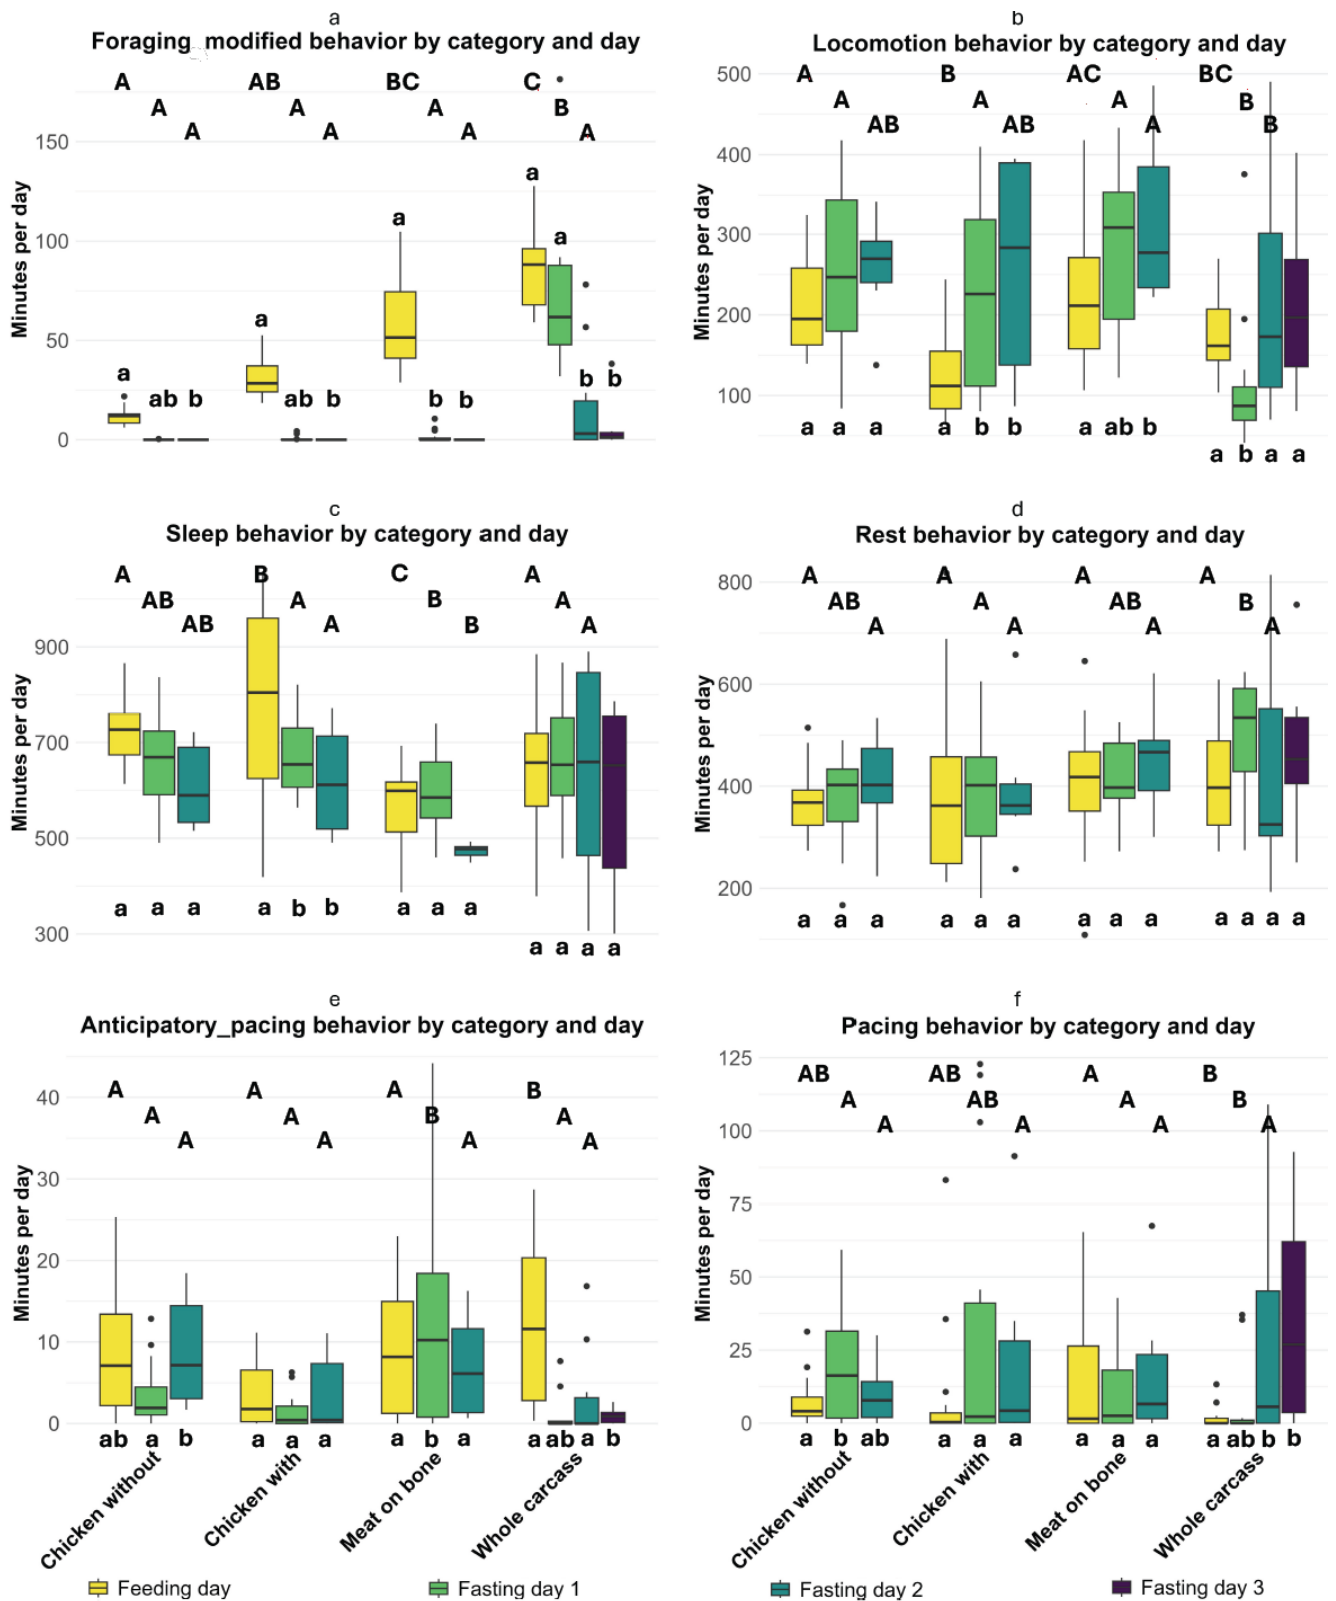 a
Foraging_modified behavior by category and day
A AB BC C
A A A B
A A A A
Minutes per day
150
100
50
0
a a a a a
ab b ab b b b b b
b
Locomotion behavior by category and day
A B AC BC
A A A B
AB AB A B
Minutes per day
500
400
300
200
100
a a a a b b a ab b
a b a a
c
Sleep behavior by category and day
A B C A
AB A B A
AB A B A
Minutes per day
900
700
500
300
a a a a b b a a a
a a a a
d
Rest behavior by category and day
A A A A
AB A AB B
A A A A
Minutes per day
800
600
400
200
a a a a a a a a a a a a a
e
Anticipatory_pacing behavior by category and day
A A A B
A A B A
A A A A
Minutes per day
40
30
20
10
0
ab a b a a a a b a a ab a b
Chicken without
Chicken with
Meat on bone
Whole carcass
f
Pacing behavior by category and day
AB AB A B
A AB A B
A A A A
Minutes per day
125
100
75
50
25
0
a b ab a a a a a a a ab b b
Chicken without
Chicken with
Meat on bone
Whole carcass
Feeding day
Fasting day 1
Fasting day 2
Fasting day 3